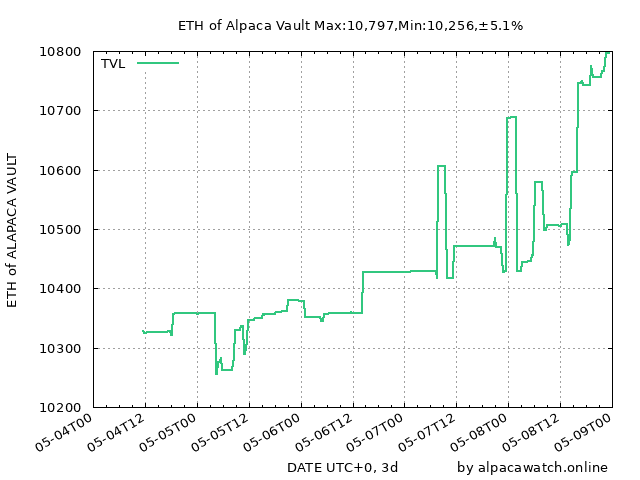 ETH of Alpaca Vault Max:10,797,Min:10,256,±5.1%
TVL
ETH of ALAPACA VAULT
10800
10700
10600
10500
10400
10300
10200
05-04T00
05-04T12
05-05T00
05-05T12
05-06T00
05-06T12
05-07T00
05-07T12
05-08T00
05-08T12
05-09T00
DATE UTC+0, 3d
by alpacawatch.online